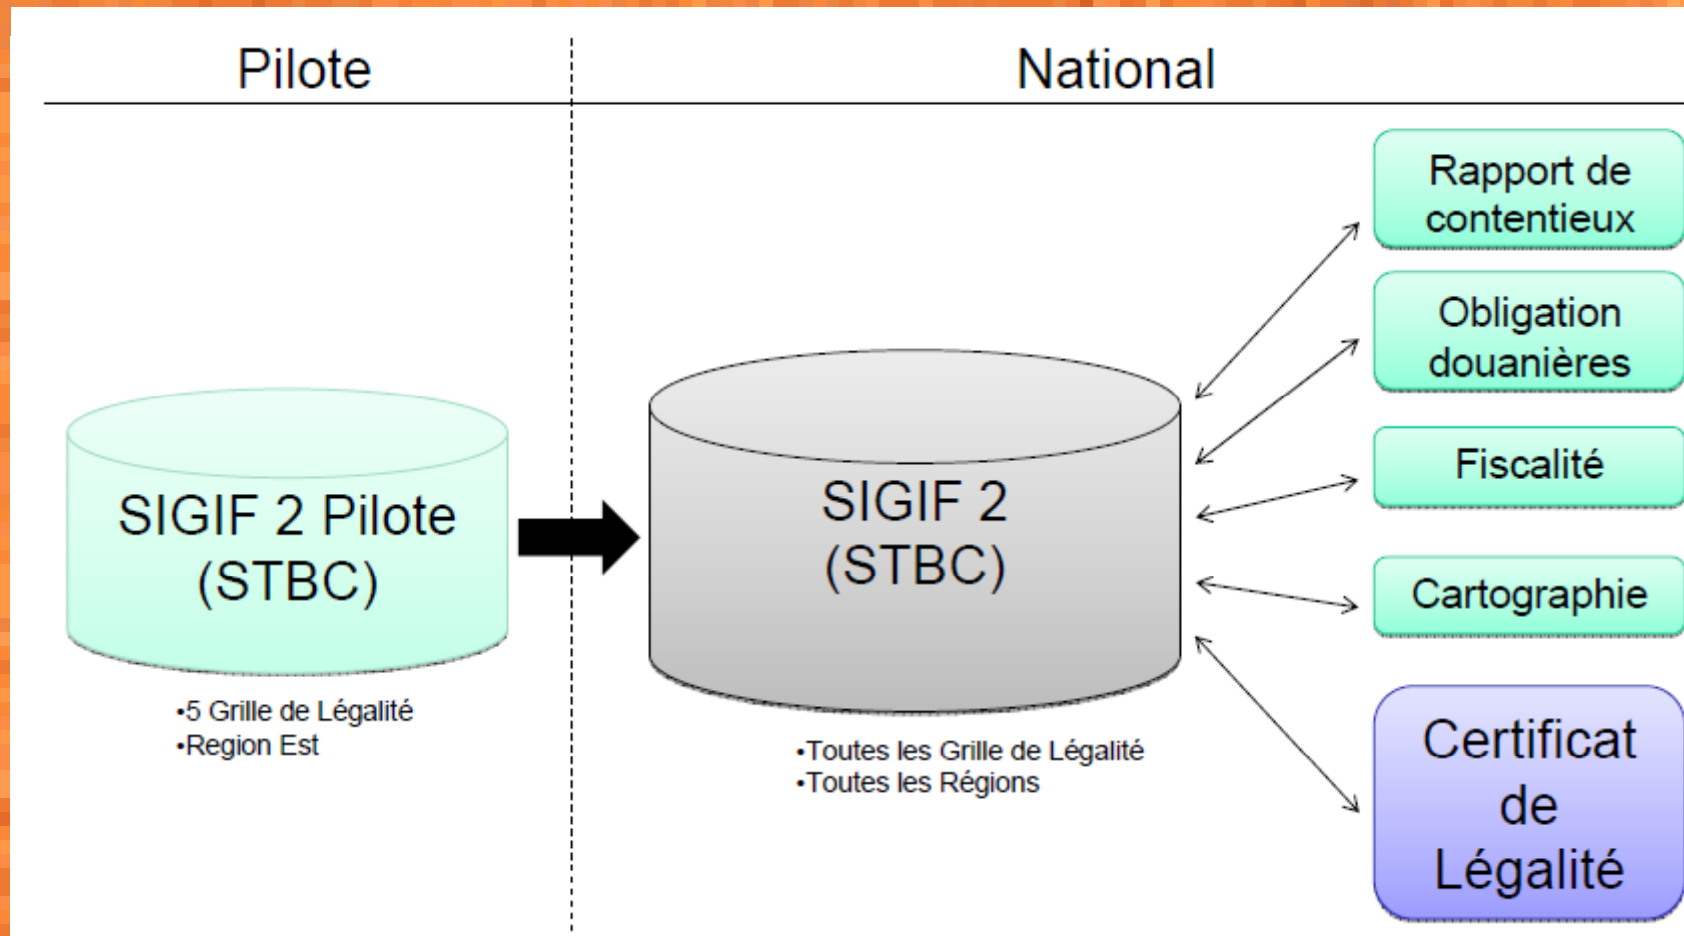 Pilote
National
SIGIF 2 Pilote
(STBC)
•5 Grille de Légalité
•Region Est
SIGIF 2
(STBC)
•Toutes les Grille de Légalité
•Toutes les Régions
Rapport de
contentieux
Obligation
douanières
Fiscalité
Cartographie
Certificat
de
Légalité